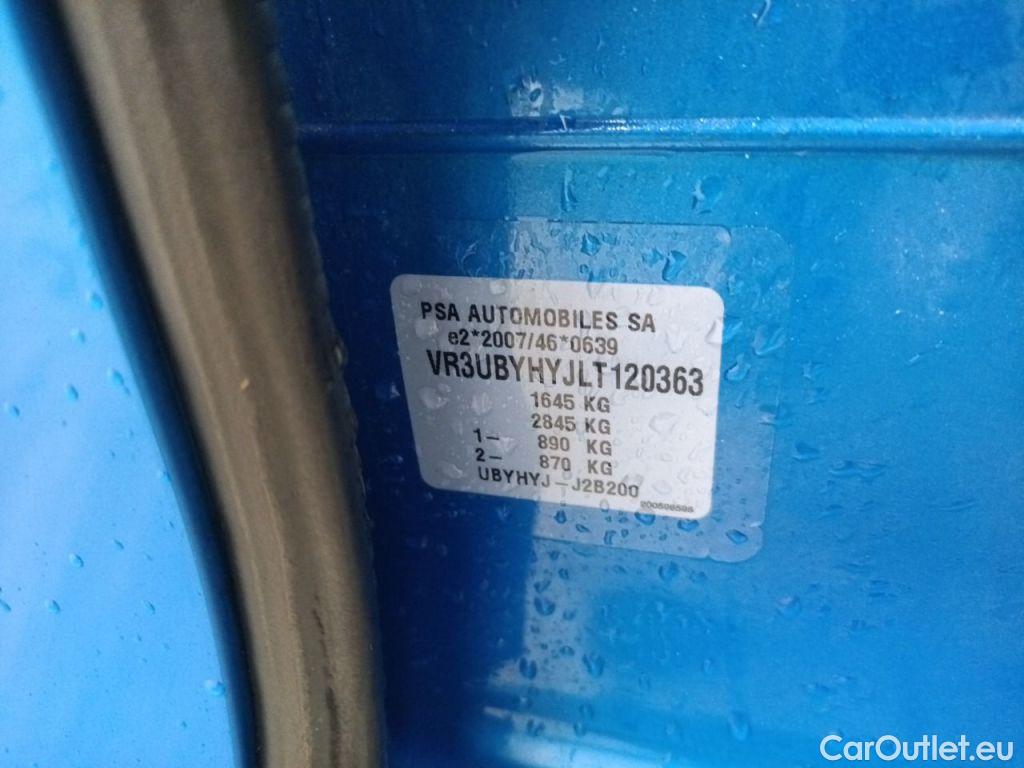 PSA AUTOMOBILES SA
e2*2007/46*0639
VR3UBYHYJLT120363
1645 KG
2845 KG
1- 890 KG
2- 870 KG
UBYHYJ-J2B200
CarOutlet.eu